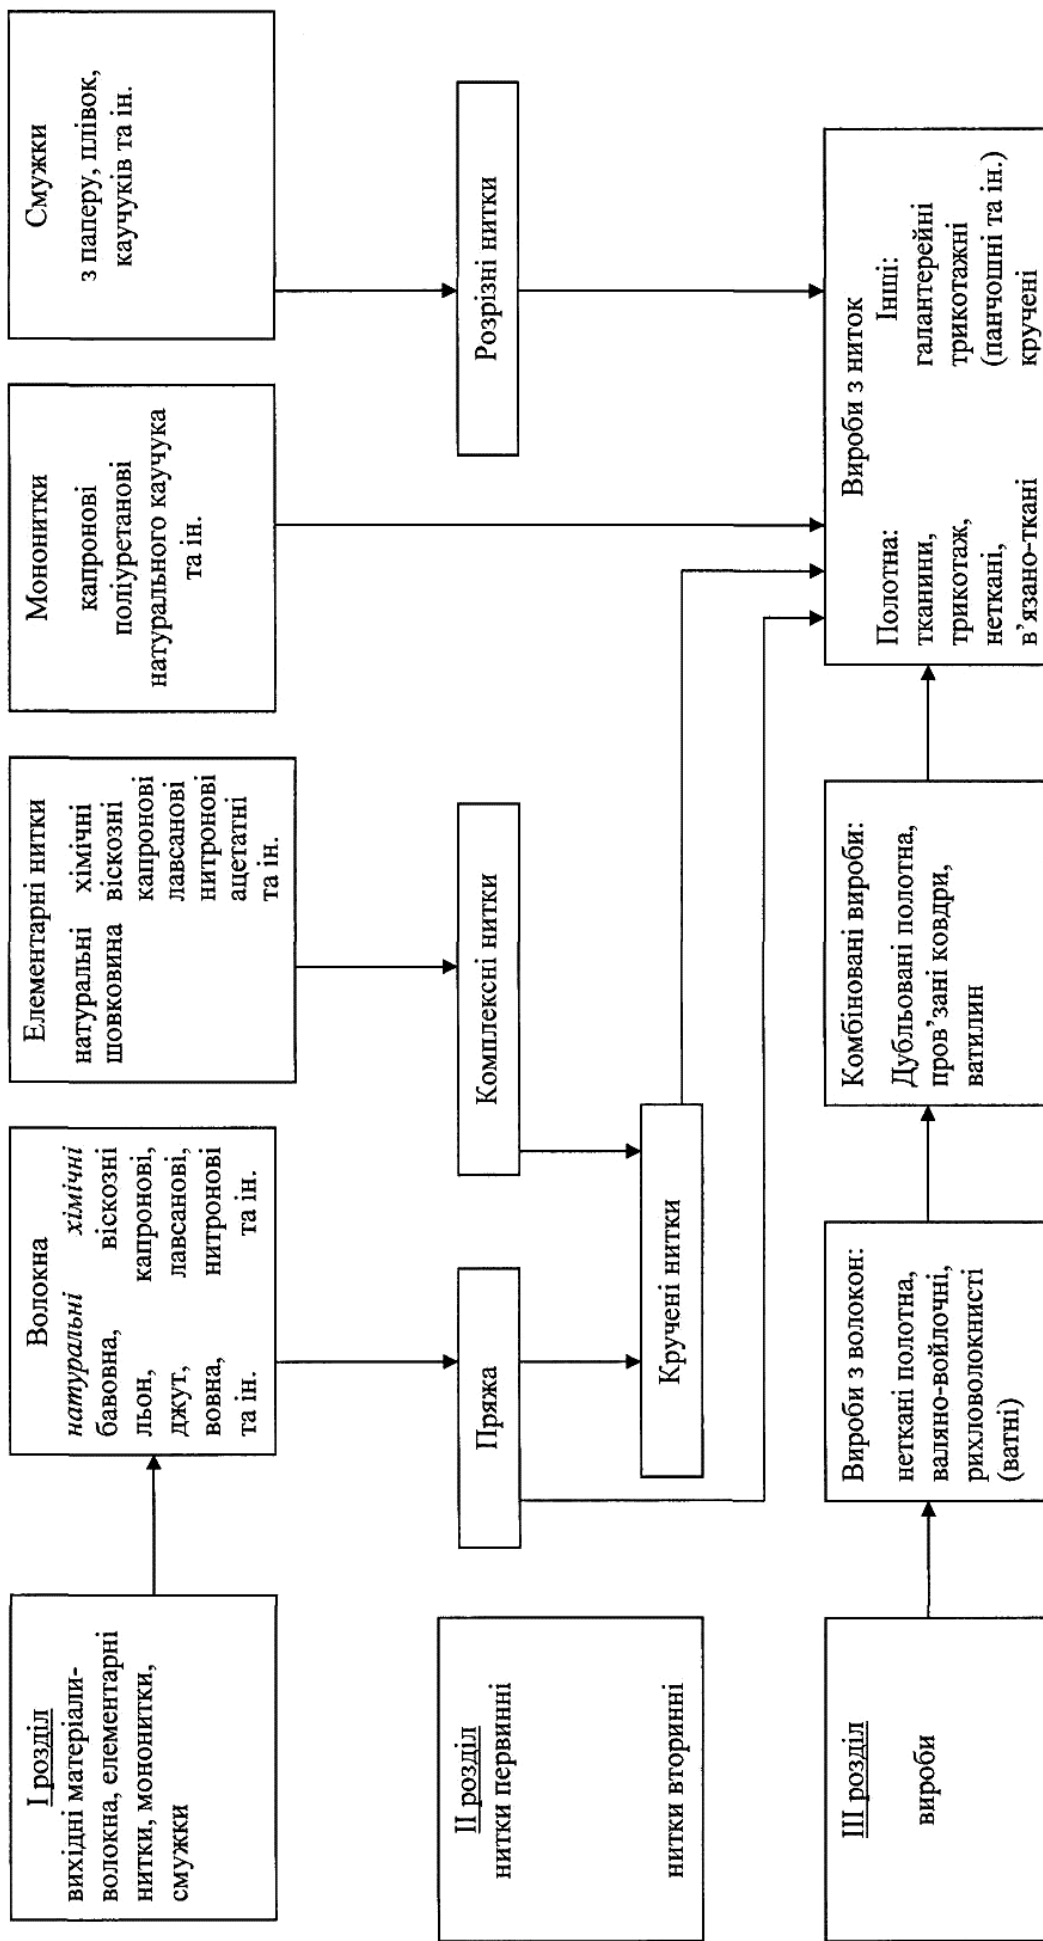 І розділ
вихідні матеріали-
волокна, елементарні
нитки, мононитки,
смужки
Волокна
натуральні хімічні
бавовна, віскозні
льон, капронові,
джут, лавсанові,
вовна, нитронові
та ін. та ін.
Елементарні нитки
натуральні хімічні
шовковина віскозні
капронові
лавсанові
нитронові
ацетатні
та ін.
Мононитки
капронові
поліуретанові
натурального каучука
та ін.
Смужки
з паперу, плівок,
каучуків та ін.
ІІ розділ
нитки первинні
нитки вторинні
Пряжа
Комплексні нитки
Розрізні нитки
Кручені нитки
ІІІ розділ
вироби
Вироби з волокон:
неткані полотна,
валяно-войлочні,
рихловолокнисті
(ватні)
Комбіновані вироби:
Дубльовані полотна,
пров’зані ковдри,
ватилин
Вироби з ниток
Полотна: Інші:
тканини, галантерейні
трикотаж, трикотажні
неткані, (панчошні та ін.)
в’язано-ткані кручені